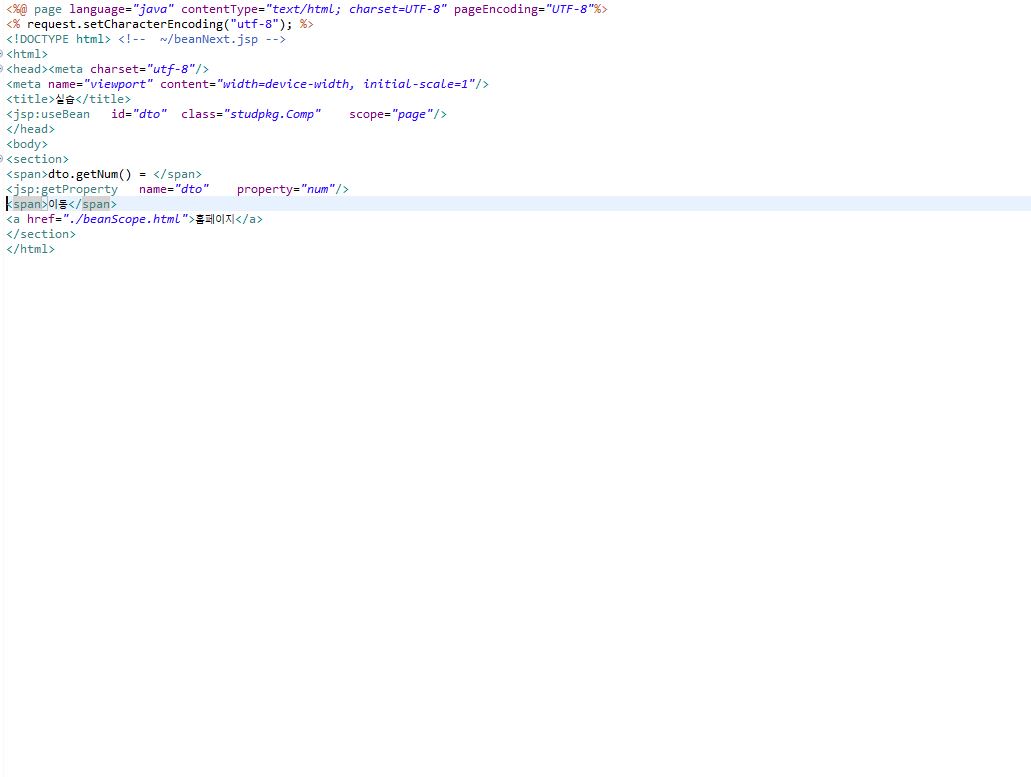 <%@ page language="java" contentType="text/html; charset=UTF-8" pageEncoding="UTF-8"%>
<% request.setCharacterEncoding("utf-8"); %>
<!DOCTYPE html> <!--  ~/beanNext.jsp -->
<html>
<head><meta charset="utf-8"/>
<meta name="viewport" content="width=device-width, initial-scale=1"/>
<title>실습</title>
<jsp:useBean   id="dto"  class="studpkg.Comp"    scope="page"/>
</head>
<body>
<section>
<span>dto.getNum() = </span>
<jsp:getProperty   name="dto"    property="num"/>
<span>이동</span>
<a href="./beanScope.html">홈페이지</a>
</section>
</html>